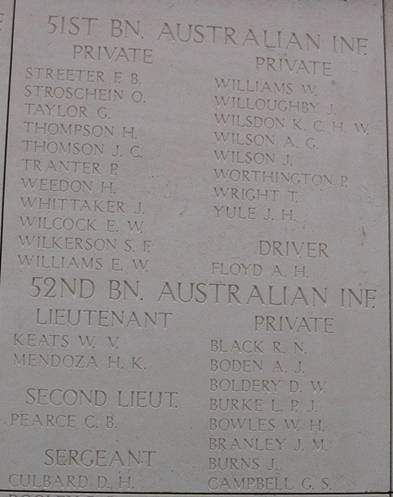 51ST BN. AUSTRALIAN INF.
PRIVATE
STREETER F. B.
STROSCHEIN O.
TAYLOR G.
THOMPSON H.
THOMSON J. C.
TRANTER P.
WEEDON H.
WHITTAKER J.
WILCOCK E. W.
WILKERSON S. F.
WILLIAMS E. W.
PRIVATE
WILLIAMS W.
WILLOUGHBY J.
WILSDON K. C. H. W.
WILSON A. G.
WILSON J.
WORTHINGTON P.
WRIGHT T.
YULE J. H.
DRIVER
FLOYD A. H.
52ND BN. AUSTRALIAN INF.
LIEUTENANT
KEATS W. V.
MENDOZA H. K.
SECOND LIEUT.
PEARCE C. B.
SERGEANT
CULBARD D. H.
PRIVATE
BLACK R. N.
BODEN A. J.
BOLDERY D. W.
BURKE L. P. J.
BOWLES W. H.
BRANLEY J. M.
BURNS J.
CAMPBELL G. S.